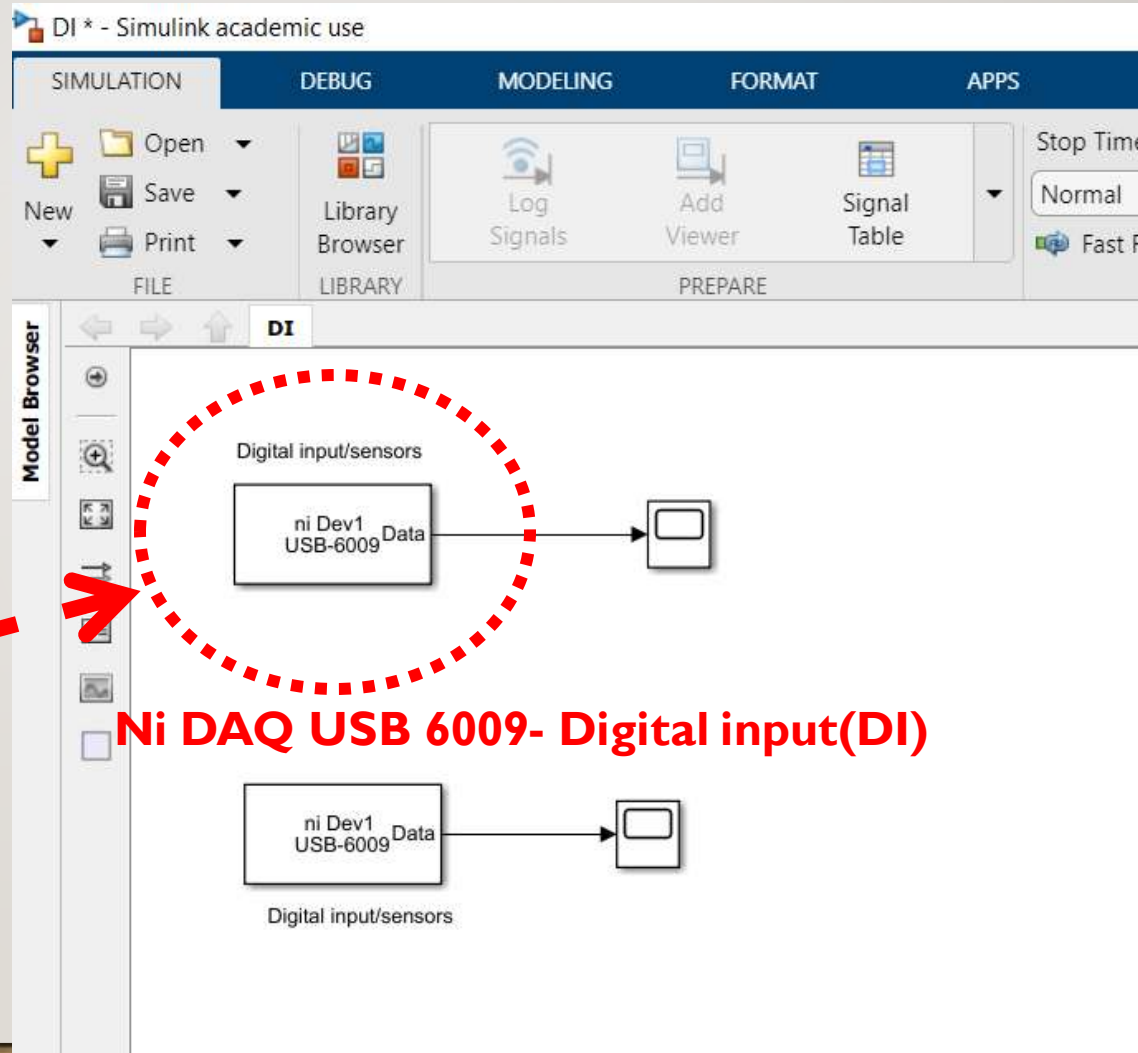 DI * - Simulink academic use
SIMULATION DEBUG MODELING FORMAT APPS
New
Open
Save
Print
Library
Browser
Log
Signals
Add
Viewer
Signal
Table
Stop Time
Normal
Fast R
FILE LIBRARY PREPARE
Model Browser
DI
Digital input/sensors
ni Dev1
USB-6009
Data
Ni DAQ USB 6009- Digital input(DI)
ni Dev1
USB-6009
Data
Digital input/sensors